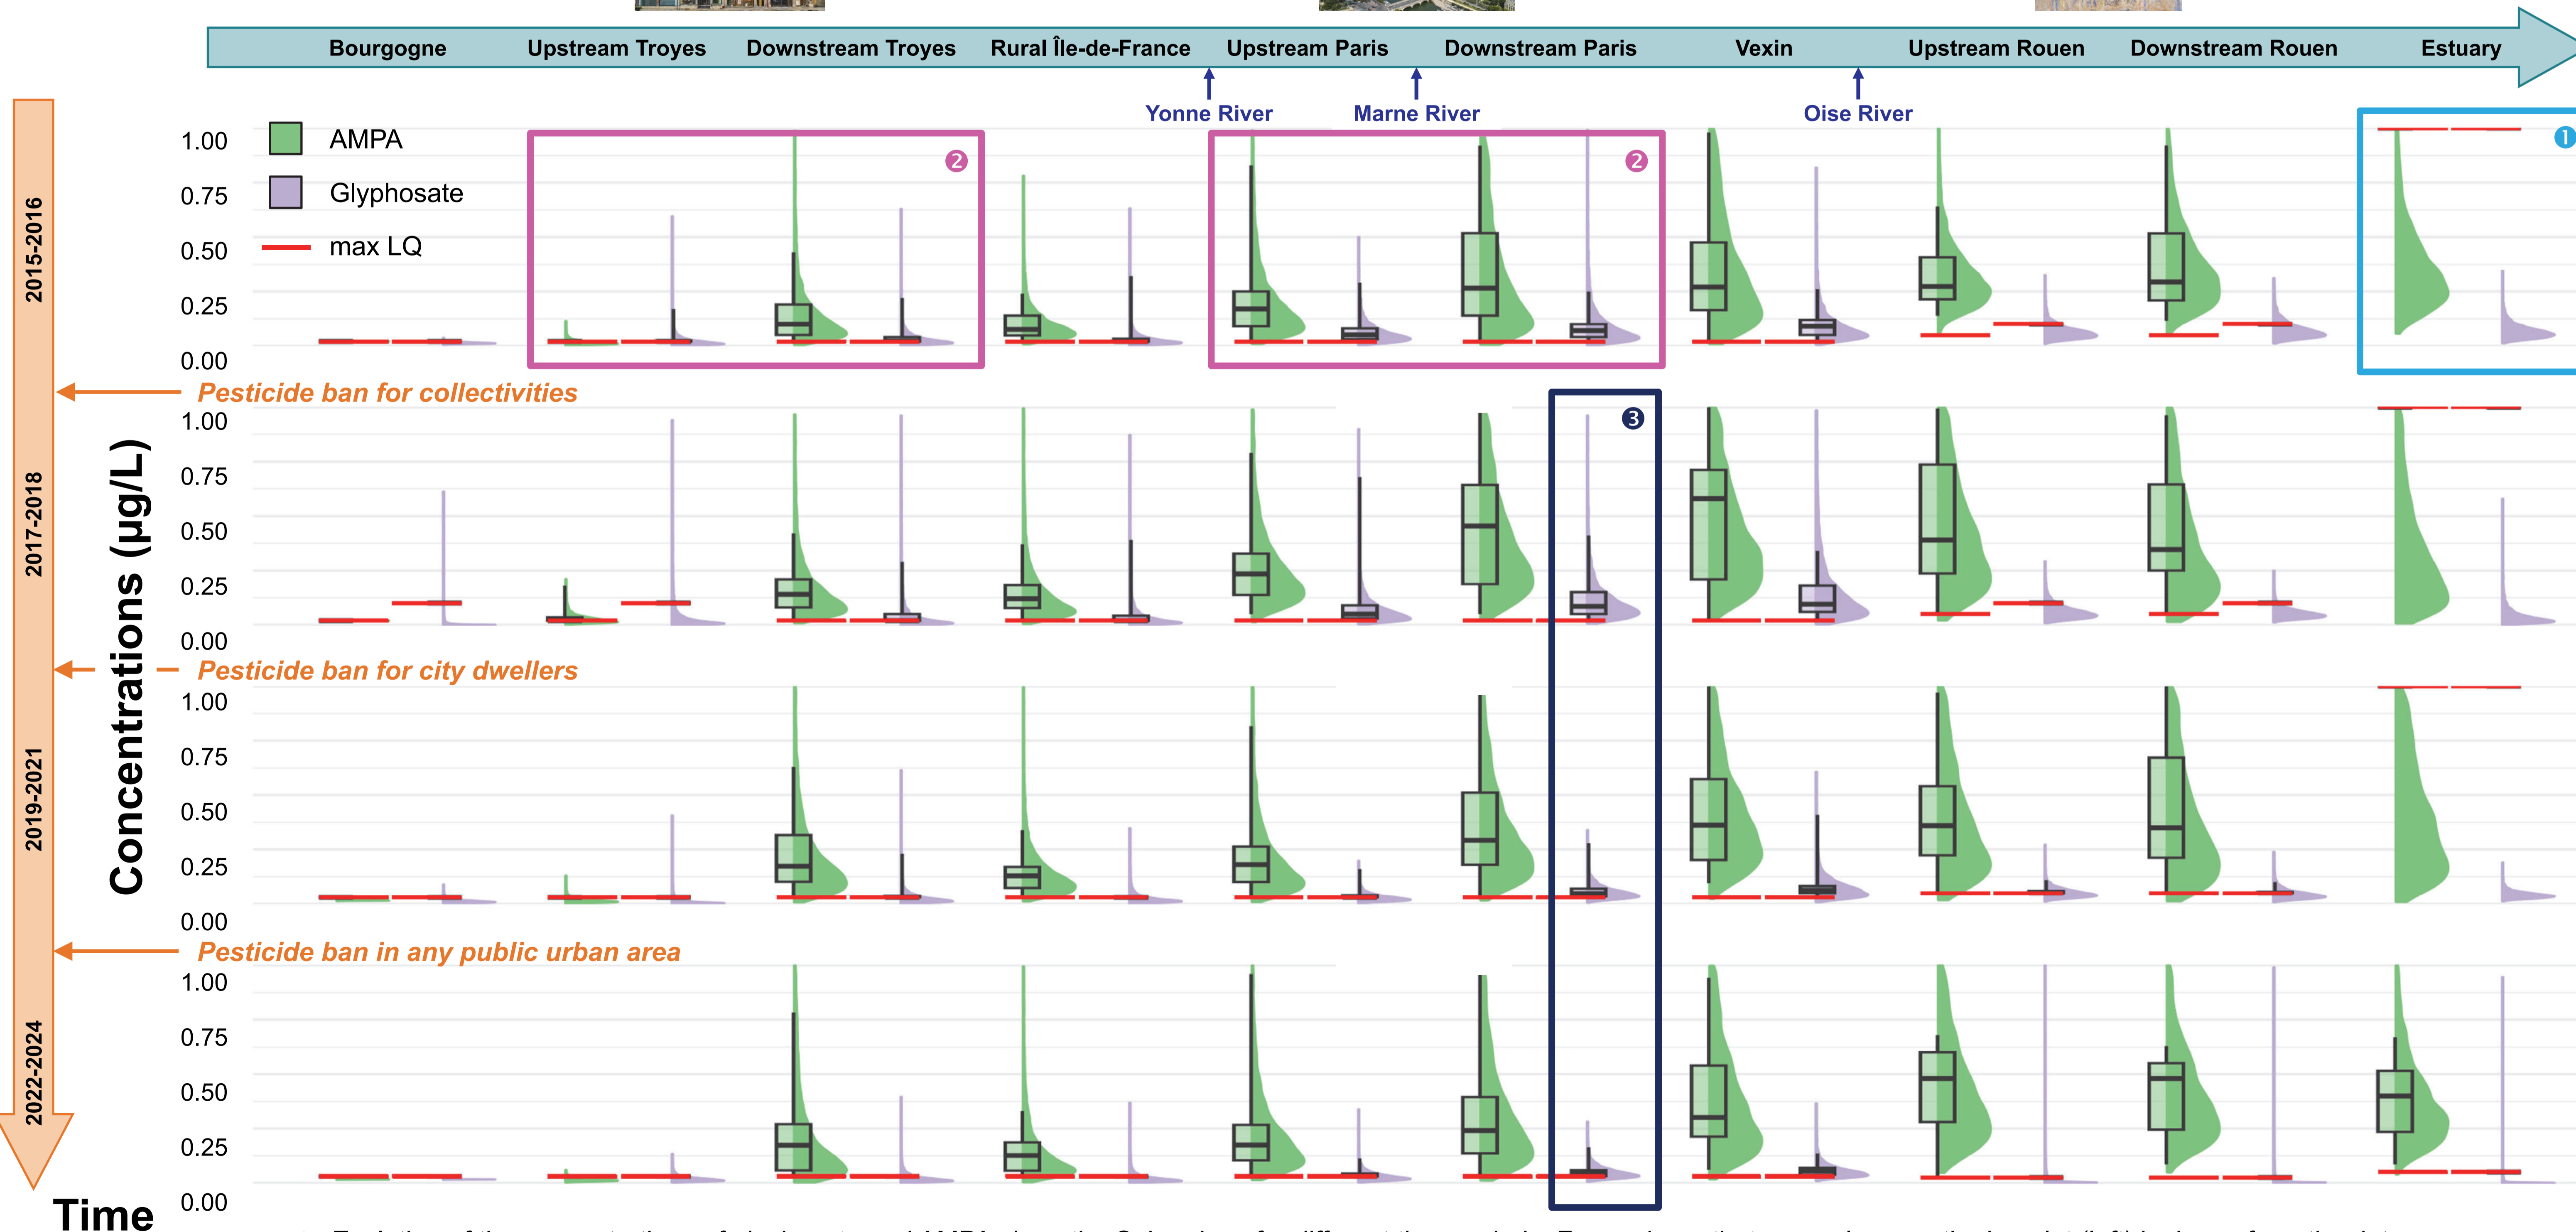 Bourgogne Upstream Troyes Downstream Troyes Rural Île-de-France Upstream Paris Downstream Paris Vexin Upstream Rouen Downstream Rouen Estuary
Yonne River Marne River Oise River
AMPA
Glyphosate
max LQ
2 2 1
1.00
0.75
0.50
0.25
0.00
2015-2016
Pesticide ban for collectivities
3
1.00
0.75
0.50
0.25
0.00
2017-2018
Concentrations (µg/L)
Pesticide ban for city dwellers
1.00
0.75
0.50
0.25
0.00
2019-2021
Pesticide ban in any public urban area
1.00
0.75
0.50
0.25
0.00
2022-2024
Time